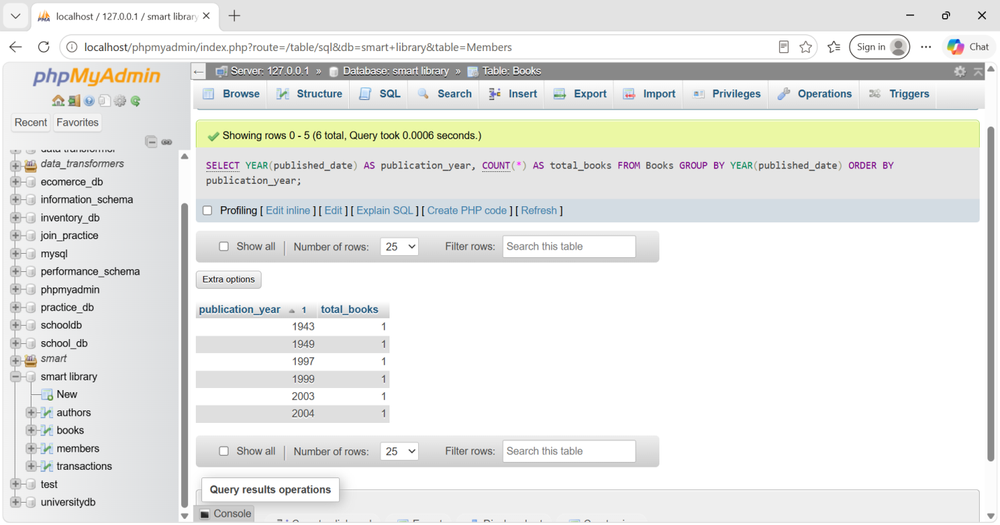 localhost / 127.0.0.1 / smart library
localhost/phpmyadmin/index.php?route=/table/sql&db=smart+library&table=Members
Sign in
Chat
phpMyAdmin
Recent
Favorites
data transformer
data_transformers
ecomerce_db
information_schema
inventory_db
join_practice
mysql
performance_schema
phpmyadmin
practice_db
schooldb
school_db
smart
smart library
New
authors
books
members
transactions
test
universitydb
Server: 127.0.0.1 » Database: smart library » Table: Books
Browse Structure SQL Search Insert Export Import Privileges Operations Triggers
Showing rows 0 - 5 (6 total, Query took 0.0006 seconds.)
SELECT YEAR(published_date) AS publication_year, COUNT(*) AS total_books FROM Books GROUP BY YEAR(published_date) ORDER BY
publication_year;
Profiling [ Edit inline ] [ Edit ] [ Explain SQL ] [ Create PHP code ] [ Refresh ]
Show all | Number of rows: 25 Filter rows: Search this table
Extra options
publication_year 1 total_books
1943 1
1949 1
1997 1
1999 1
2003 1
2004 1
Show all | Number of rows: 25 Filter rows: Search this table
Query results operations
Console